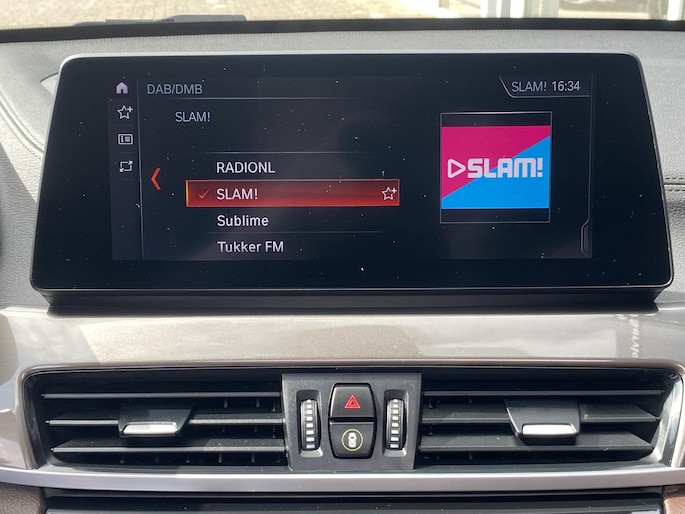 DAB/DMB
SLAM! 16:34
SLAM!
RADIONL
SLAM!
Sublime
Tukker FM
SLAM!